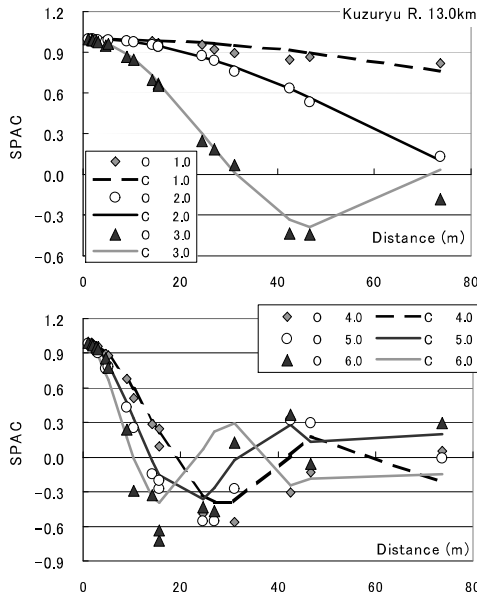 Kuzuryu R. 13.0km
1.2
0.9
0.6
0.3
0.0
-0.3
-0.6
SPAC
O 1.0
C 1.0
O 2.0
C 2.0
O 3.0
C 3.0
Distance (m)
0 20 40 60 80
O 4.0 C 4.0
O 5.0 C 5.0
O 6.0 C 6.0
1.2
0.9
0.6
0.3
0.0
-0.3
-0.6
-0.9
SPAC
Distance (m)
0 20 40 60 80